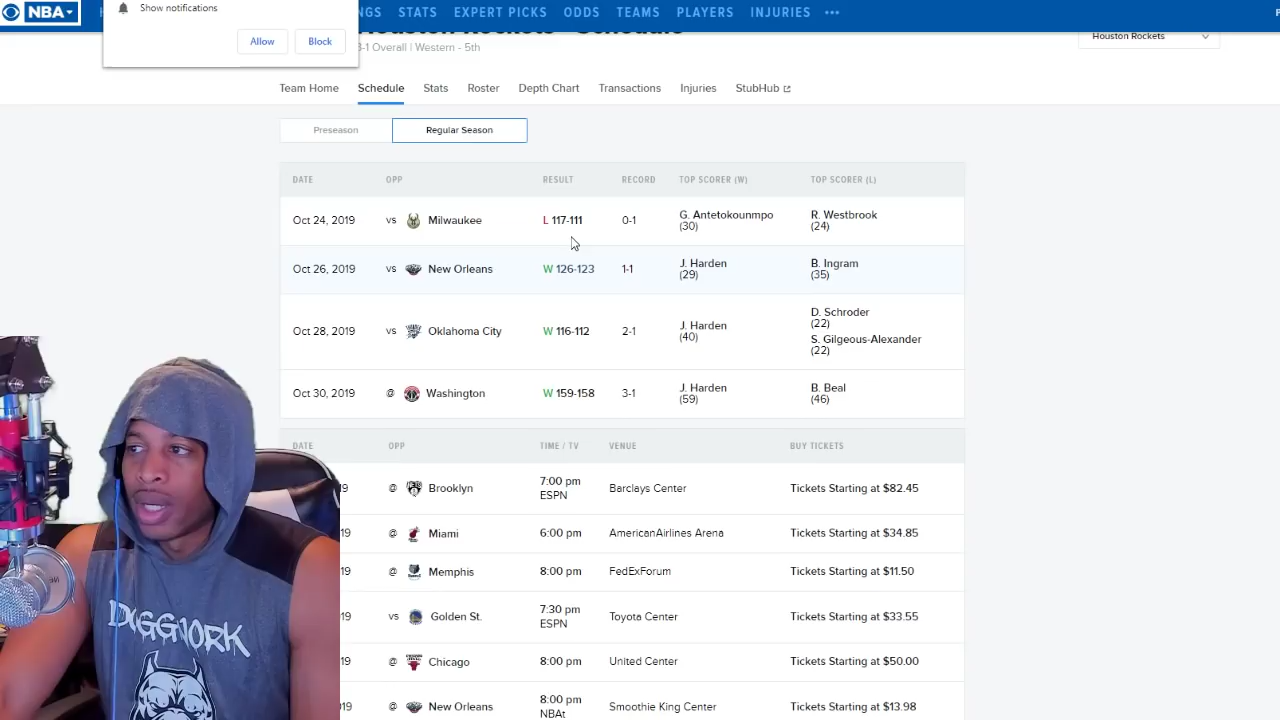 Show notifications
Allow Block
NBA NGS STATS EXPERT PICKS ODDS TEAMS PLAYERS INJURIES •••
Houston Rockets - Schedule
3-1 Overall | Western - 5th
Houston Rockets
Team Home Schedule Stats Roster Depth Chart Transactions Injuries StubHub
Preseason Regular Season
DATE OPP RESULT RECORD TOP SCORER (W) TOP SCORER (L)
Oct 24, 2019 vs Milwaukee L 117-111 0-1 G. Antetokounmpo (30) R. Westbrook (24)
Oct 26, 2019 vs New Orleans W 126-123 1-1 J. Harden (29) B. Ingram (35)
Oct 28, 2019 vs Oklahoma City W 116-112 2-1 J. Harden (40) D. Schroder (22) S. Gilgeous-Alexander (22)
Oct 30, 2019 @ Washington W 159-158 3-1 J. Harden (59) B. Beal (46)
DATE OPP TIME / TV VENUE BUY TICKETS
19 @ Brooklyn 7:00 pm ESPN Barclays Center Tickets Starting at $82.45
19 @ Miami 6:00 pm AmericanAirlines Arena Tickets Starting at $34.85
19 @ Memphis 8:00 pm FedExForum Tickets Starting at $11.50
19 vs Golden St. 7:30 pm ESPN Toyota Center Tickets Starting at $33.55
19 @ Chicago 8:00 pm United Center Tickets Starting at $50.00
19 @ New Orleans 8:00 pm NBAt Smoothie King Center Tickets Starting at $13.98